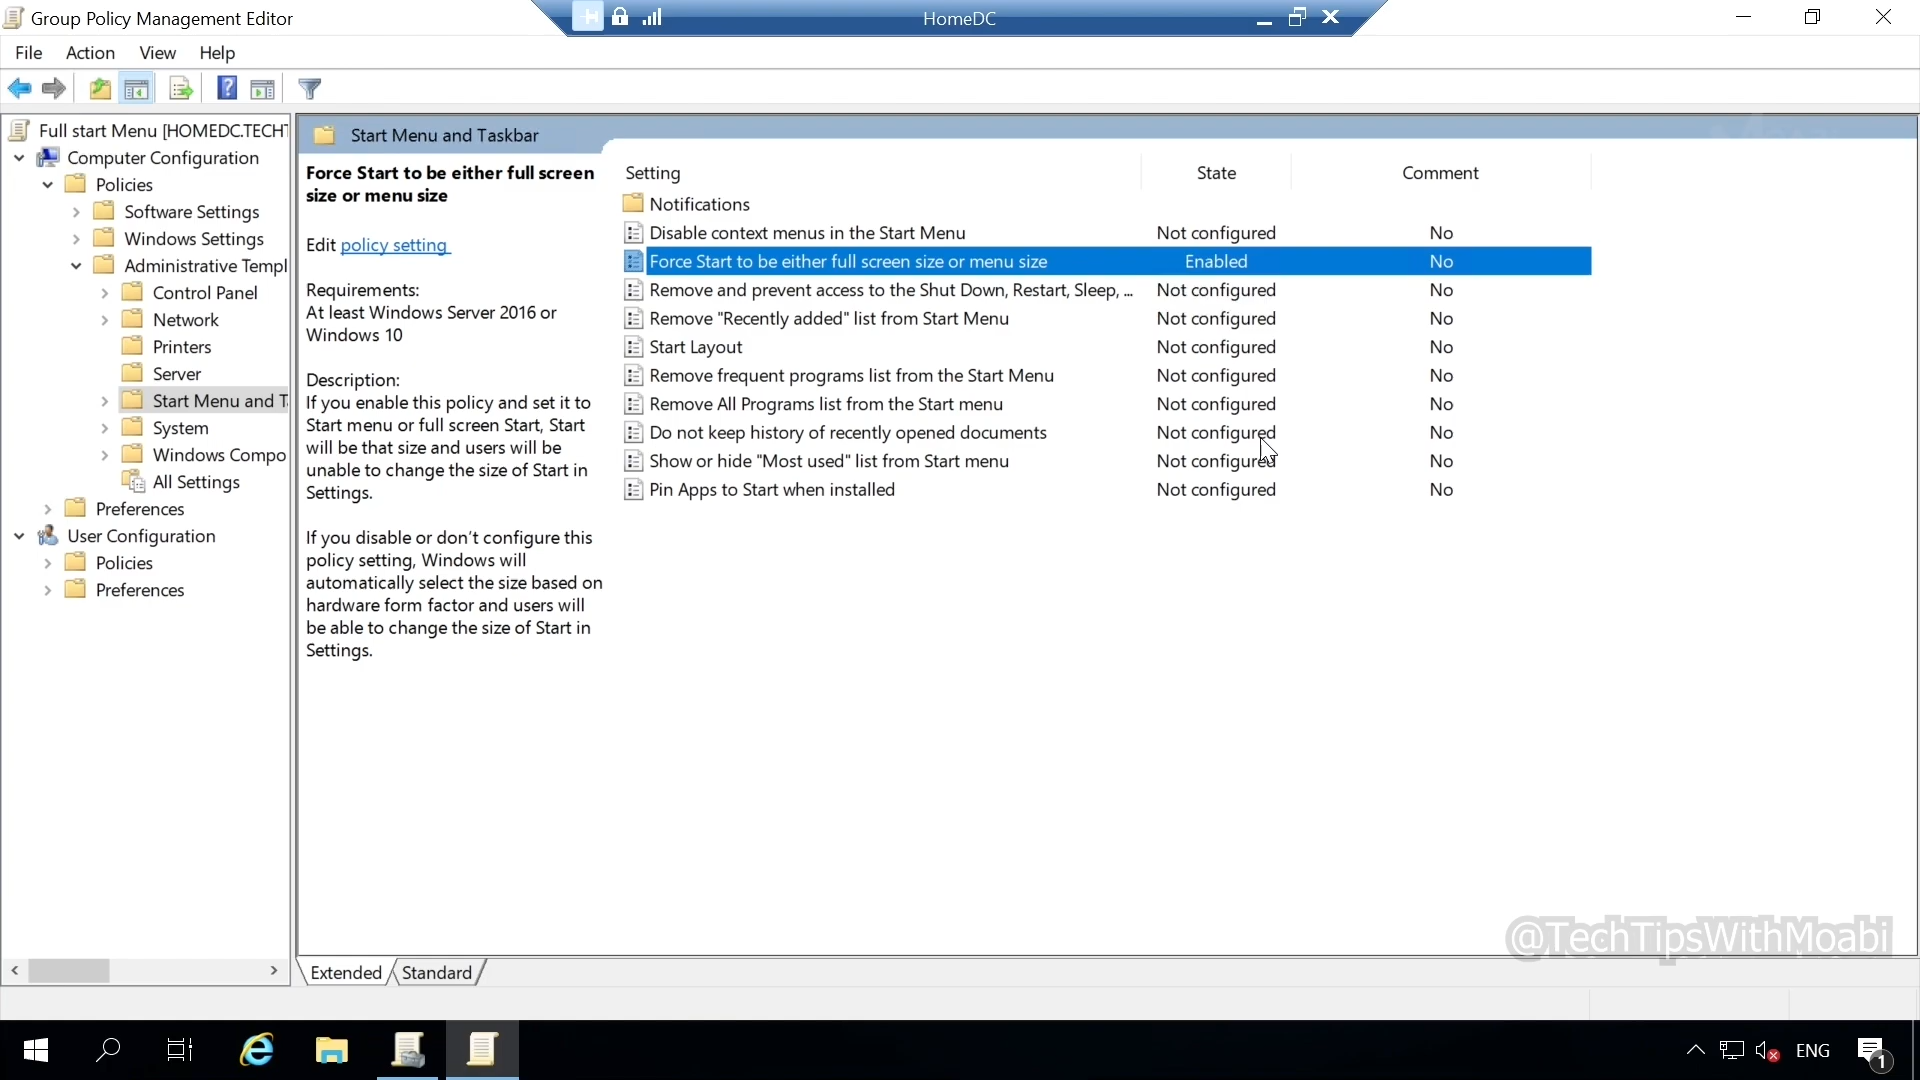 Group Policy Management Editor
HomeDC
File Action View Help
Full start Menu [HOMEDC.TECHT
Computer Configuration
Policies
Software Settings
Windows Settings
Administrative Templ
Control Panel
Network
Printers
Server
Start Menu and T
System
Windows Compo
All Settings
Preferences
User Configuration
Policies
Preferences
Start Menu and Taskbar
Force Start to be either full screen
size or menu size
Edit policy setting
Requirements:
At least Windows Server 2016 or
Windows 10
Description:
If you enable this policy and set it to
Start menu or full screen Start, Start
will be that size and users will be
unable to change the size of Start in
Settings.
If you disable or don't configure this
policy setting, Windows will
automatically select the size based on
hardware form factor and users will
be able to change the size of Start in
Settings.
Setting State Comment
Notifications
Disable context menus in the Start Menu Not configured No
Force Start to be either full screen size or menu size Enabled No
Remove and prevent access to the Shut Down, Restart, Sleep, ... Not configured No
Remove "Recently added" list from Start Menu Not configured No
Start Layout Not configured No
Remove frequent programs list from the Start Menu Not configured No
Remove All Programs list from the Start menu Not configured No
Do not keep history of recently opened documents Not configured No
Show or hide "Most used" list from Start menu Not configured No
Pin Apps to Start when installed Not configured No
@TechTipsWithMoabi
Extended Standard
ENG
1